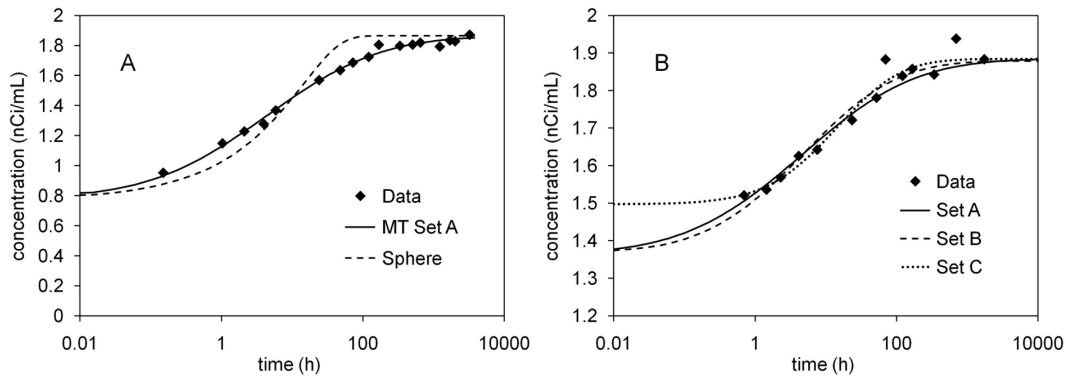 A
concentration (nCi/mL)
2
1.8
1.6
1.4
1.2
1
0.8
0.6
0.4
0.2
0
0.01
1
100
10000
time (h)
Data
MT Set A
Sphere
B
concentration (nCi/mL)
2
1.9
1.8
1.7
1.6
1.5
1.4
1.3
1.2
0.01
1
100
10000
time (h)
Data
Set A
Set B
Set C